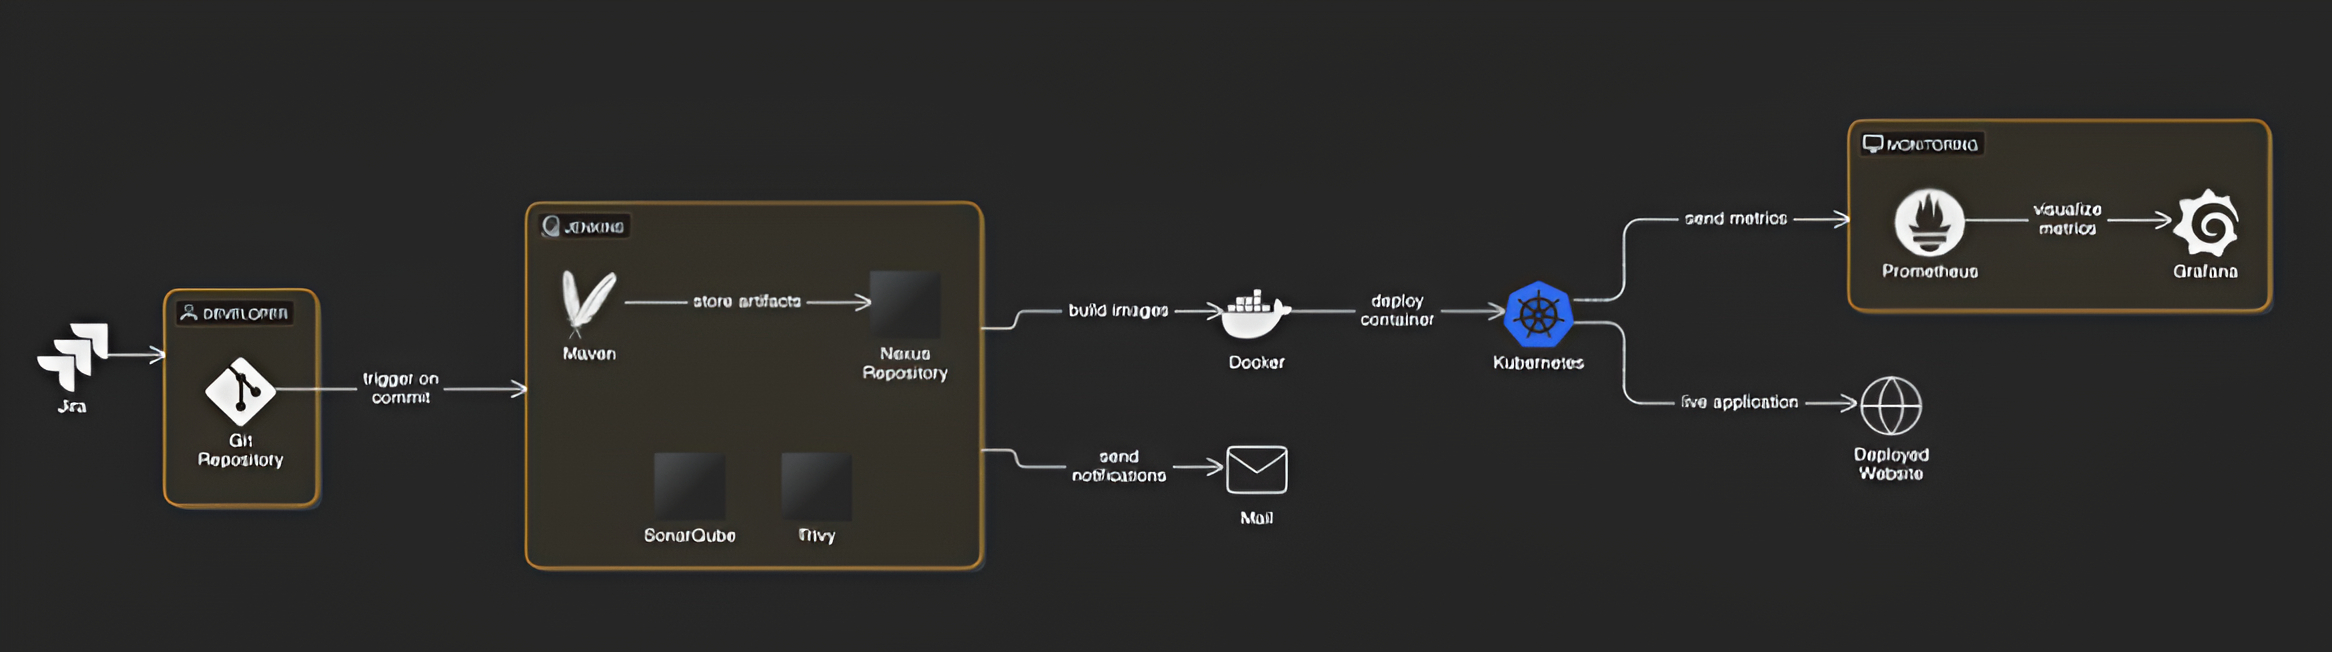 Jira
DEVELOPER
Git
Repository
trigger on
commit
JENKINS
Maven
store artifacts
Nexus
Repository
SonarQube
Trivy
build images
Docker
send
notifications
Mail
deploy
container
Kubernetes
send metrics
live application
MONITORING
Prometheus
visualize
metrics
Grafana
Deployed
Website